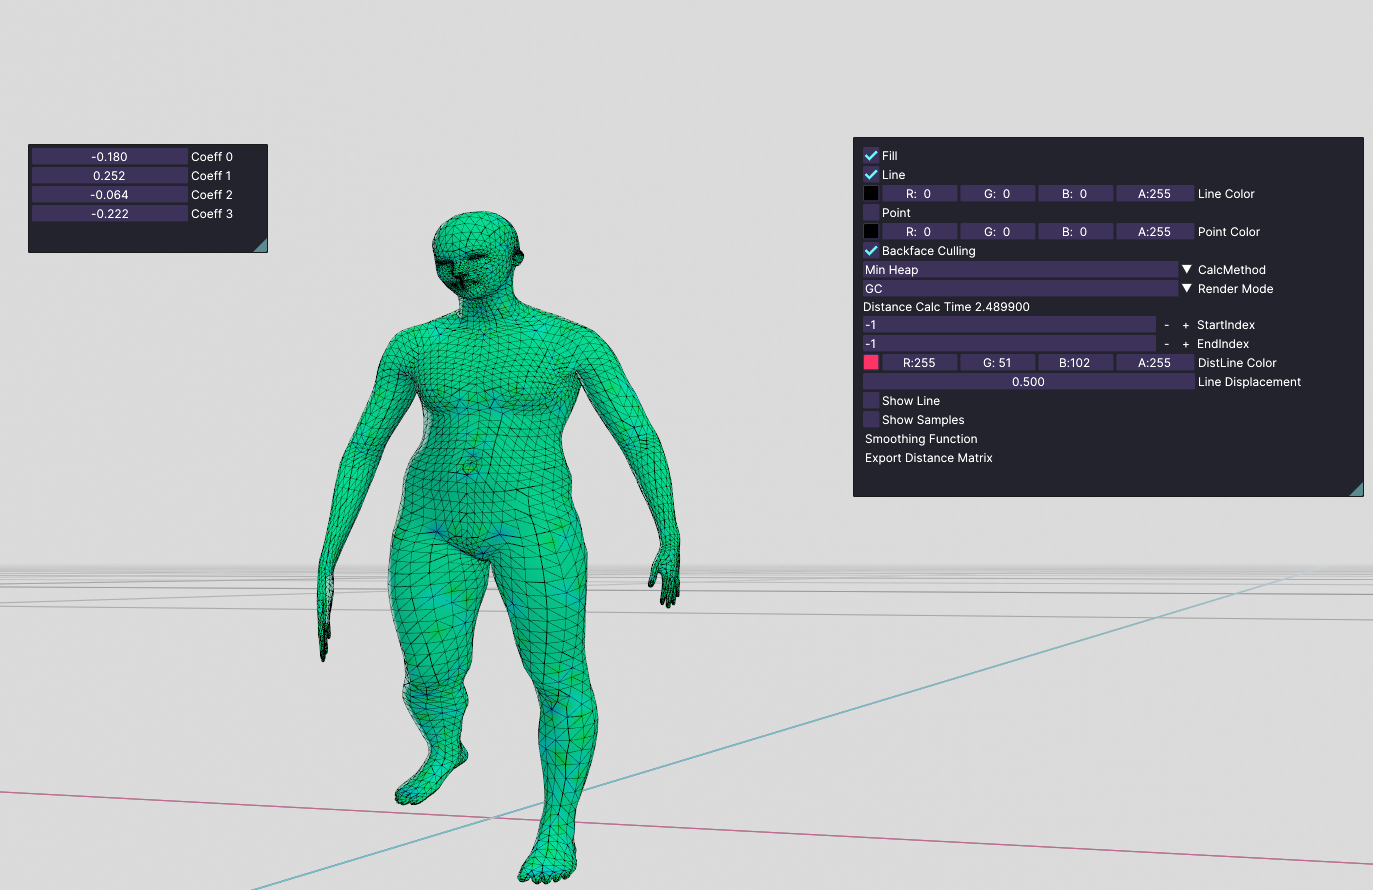 -0.180 Coeff 0
0.252 Coeff 1
-0.064 Coeff 2
-0.222 Coeff 3
Fill
Line
R: 0 G: 0 B: 0 A:255 Line Color
Point
R: 0 G: 0 B: 0 A:255 Point Color
Backface Culling
Min Heap CalcMethod
GC Render Mode
Distance Calc Time 2.489900
-1 - + StartIndex
-1 - + EndIndex
R:255 G: 51 B:102 A:255 DistLine Color
0.500 Line Displacement
Show Line
Show Samples
Smoothing Function
Export Distance Matrix